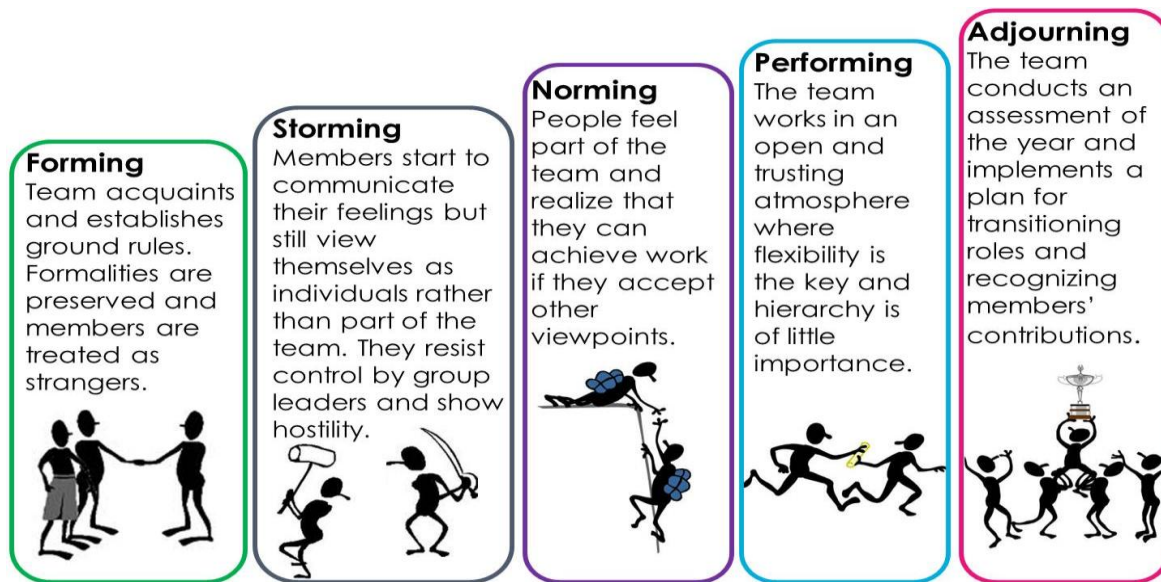 Forming
Team acquaints
and establishes
ground rules.
Formalities are
preserved and
members are
treated as
strangers.
Storming
Members start to
communicate
their feelings but
still view
themselves as
individuals rather
than part of the
team. They resist
control by group
leaders and show
hostility.
Norming
People feel
part of the
team and
realize that
they can
achieve work
if they accept
other
viewpoints.
Performing
The team
works in an
open and
trusting
atmosphere
where
flexibility is
the key and
hierarchy is
of little
importance.
Adjourning
The team
conducts an
assessment of
the year and
implements a
plan for
transitioning
roles and
recognizing
members’
contributions.